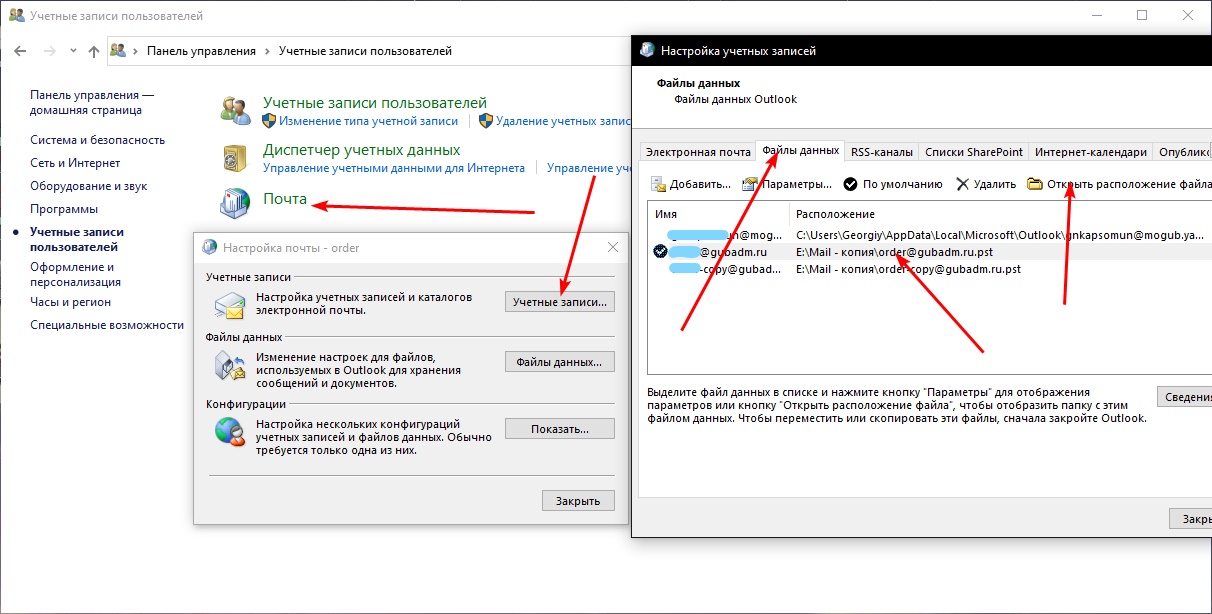 Учетные записи пользователей
Панель управления › Учетные записи пользователей
Панель управления —
домашняя страница
Система и безопасность
Сеть и Интернет
Оборудование и звук
Программы
Учетные записи
пользователей
Оформление и
персонализация
Часы и регион
Специальные возможности
Учетные записи пользователей
Изменение типа учетной записи
Удаление учетных запис
Диспетчер учетных данных
Управление учетными данными для Интернета
Управление уч
Почта
Настройка почты - order
Учетные записи
Настройка учетных записей и каталогов
электронной почты.
Учетные записи...
Файлы данных
Изменение настроек для файлов,
используемых в Outlook для хранения
сообщений и документов.
Файлы данных...
Конфигурации
Настройка нескольких конфигураций
учетных записей и файлов данных. Обычно
требуется только одна из них.
Показать...
Закрыть
Настройка учетных записей
Файлы данных
Файлы данных Outlook
Электронная почта Файлы данных RSS-каналы Списки SharePoint Интернет-календари Опублик
Добавить... Параметры... По умолчанию Удалить Открыть расположение файла
Имя Расположение
un@mog... C:\Users\Georgiy\AppData\Local\Microsoft\Outlook\gnkapsomun@mogub.ya...
@gubadm.ru E:\Mail - копия\order@gubadm.ru.pst
-copy@gubad... E:\Mail - копия\order-copy@gubadm.ru.pst
Выделите файл данных в списке и нажмите кнопку "Параметры" для отображения
параметров или кнопку "Открыть расположение файла", чтобы отобразить папку с этим
файлом данных. Чтобы переместить или скопировать эти файлы, сначала закройте Outlook.
Сведения
Закры